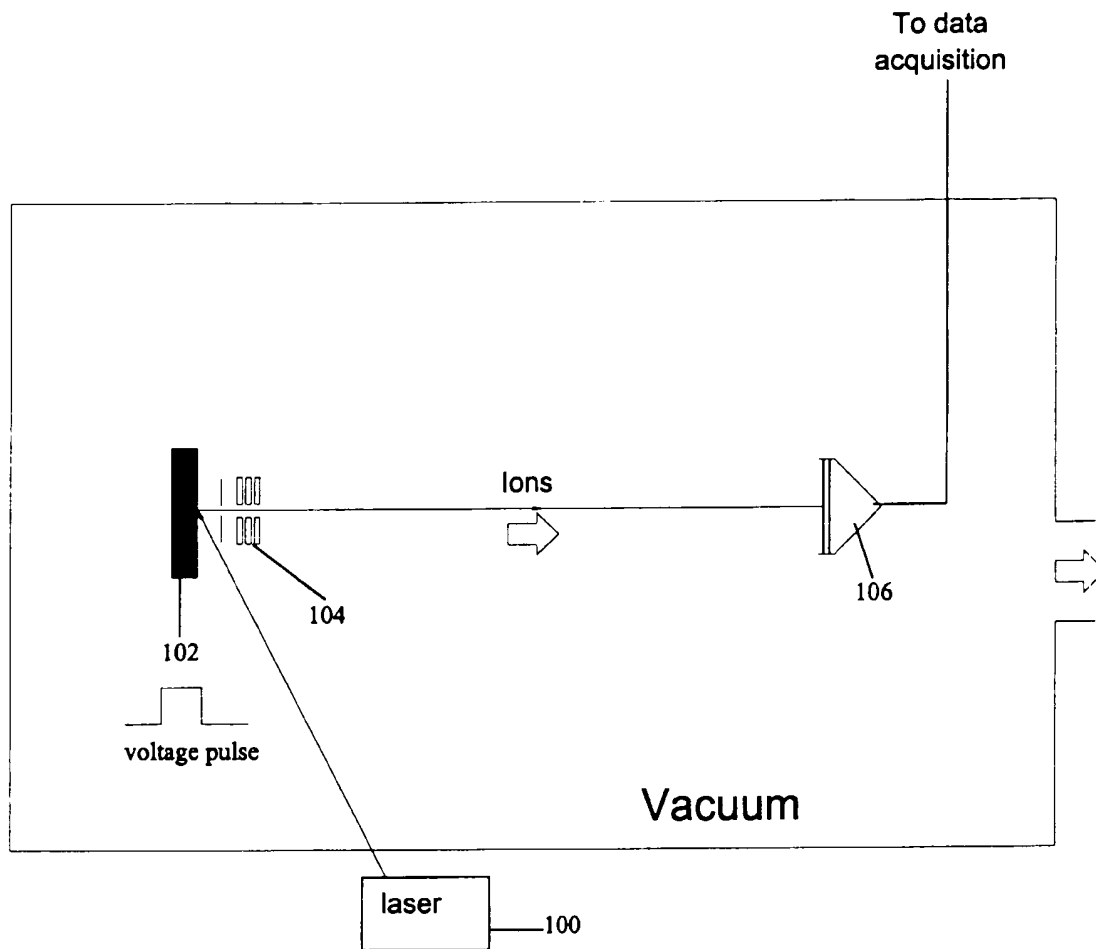 To data
acquisition
Ions
104
106
102
voltage pulse
Vacuum
laser
100